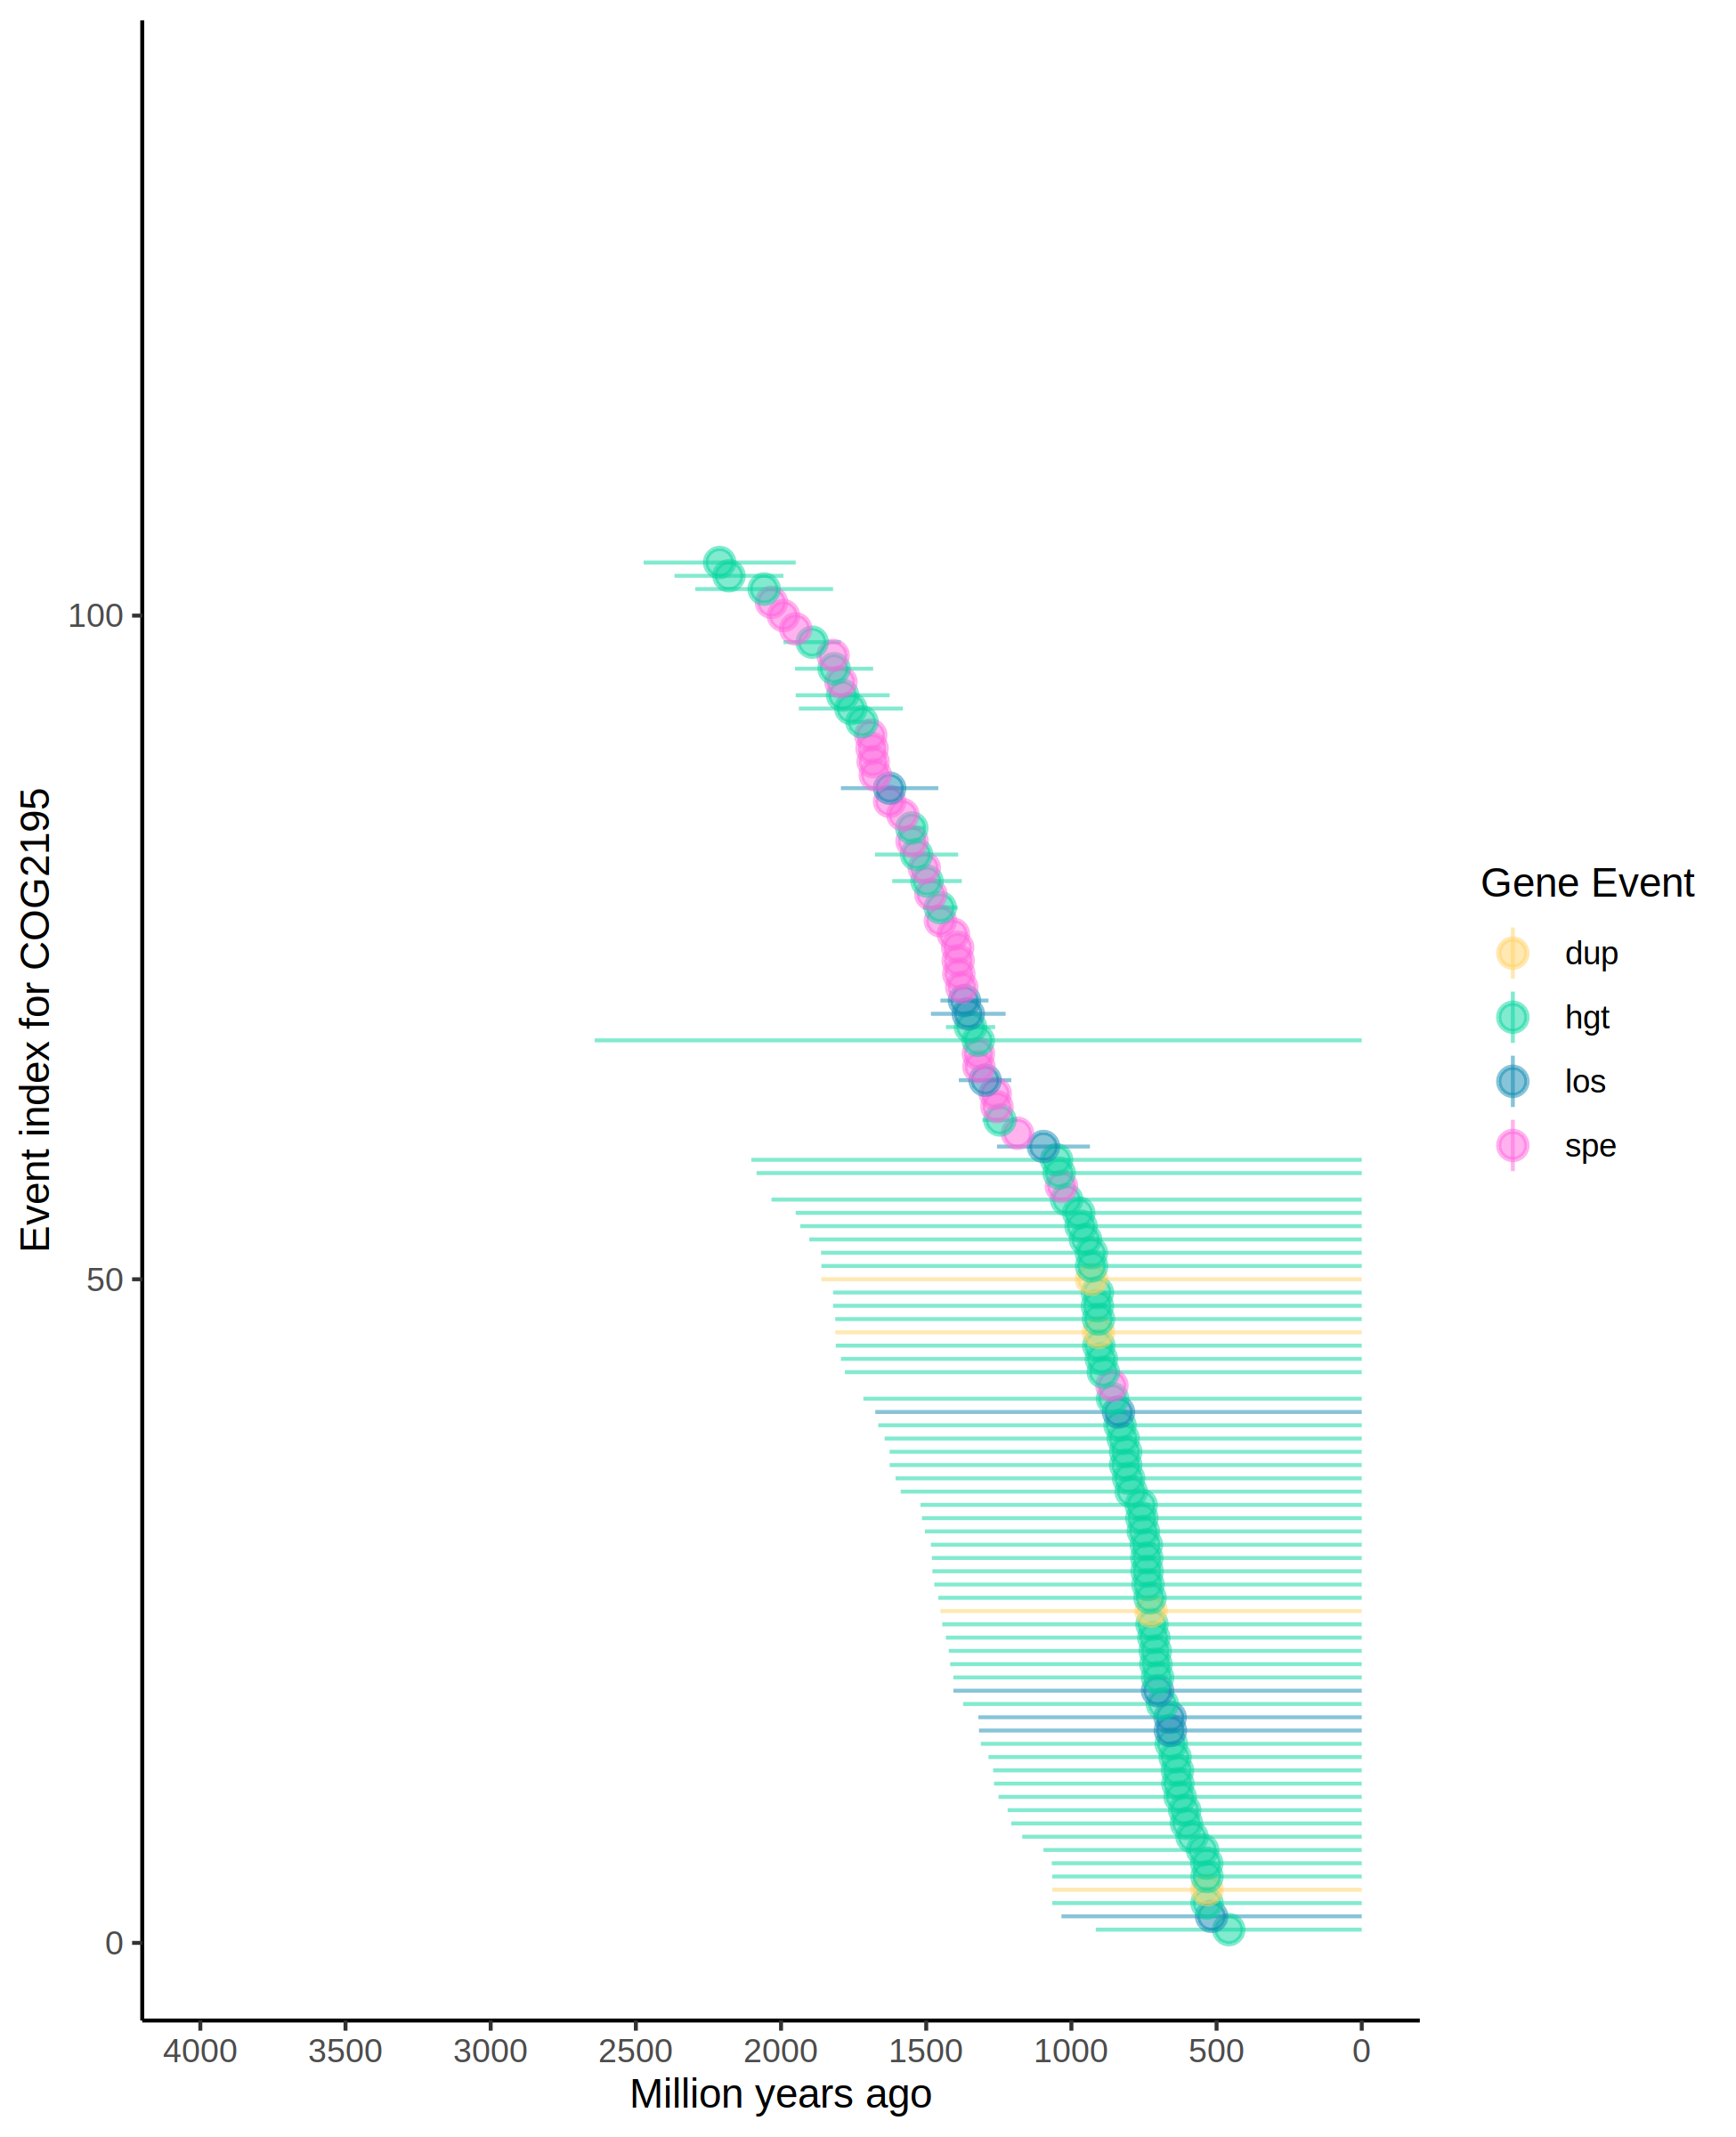 Event index for COG2195
100
50
0
4000 3500 3000 2500 2000 1500 1000 500 0
Million years ago
Gene Event
dup
hgt
los
spe